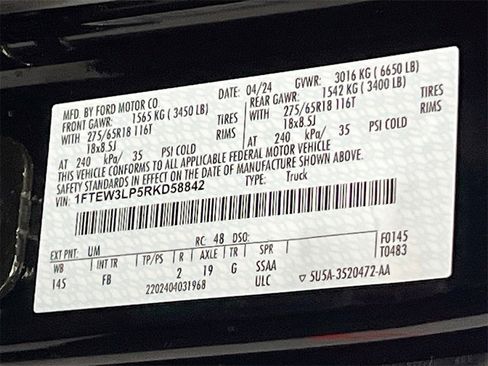 MFD. BY FORD MOTOR CO DATE: 04/24 GVWR: 3016 KG ( 6650 LB)
FRONT GAWR: 1565 KG ( 3450 LB) REAR GAWR: 1542 KG ( 3400 LB)
WITH 275/65R18 116T TIRES WITH 275/65R18 116T TIRES
18x8.5J RIMS 18x8.5J RIMS
AT 240 kPa/ 35 PSI COLD AT 240 kPa/ 35 PSI COLD
THIS VEHICLE CONFORMS TO ALL APPLICABLE FEDERAL MOTOR VEHICLE
SAFETY STANDARDS IN EFFECT ON THE DATE OF MANUFACTURE SHOWN ABOVE.
VIN: 1FTEW3LP5RKD58842 TYPE: Truck
EXT PNT: UM RC: 48 DSO: F0145
WB INT TR TP/PS R AXLE TR SPR T0483
145 FB 2 19 G SSAA
2202404031968 ULC ▽ 5U5A-3520472-AA